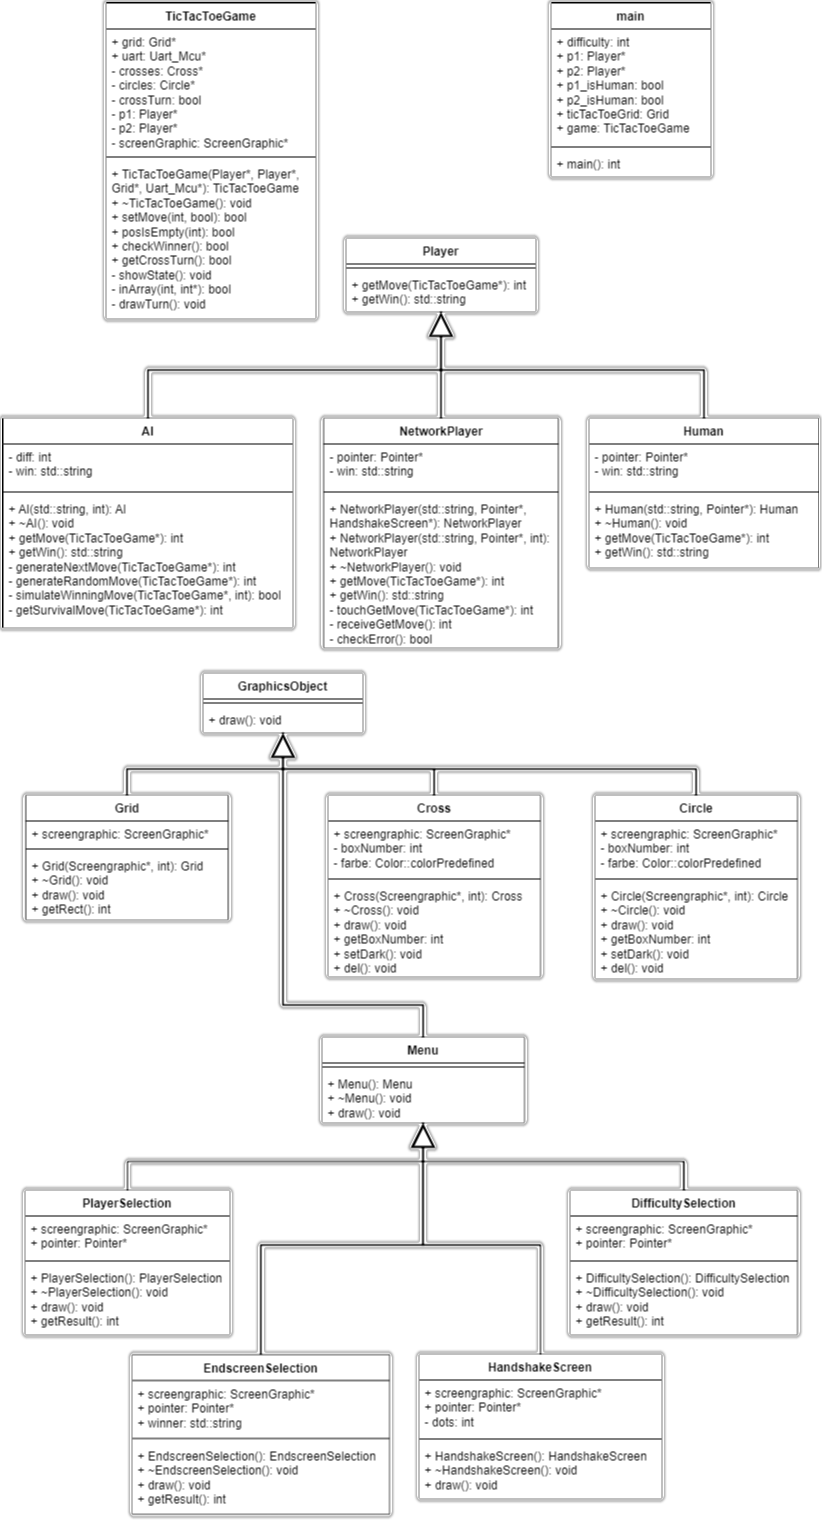 TicTacToeGame
+ grid: Grid*
+ uart: Uart_Mcu*
- crosses: Cross*
- circles: Circle*
- crossTurn: bool
- p1: Player*
- p2: Player*
- screenGraphic: ScreenGraphic*
+ TicTacToeGame(Player*, Player*,
Grid*, Uart_Mcu*): TicTacToeGame
+ ~TicTacToeGame(): void
+ setMove(int, bool): bool
+ posIsEmpty(int): bool
+ checkWinner(): bool
+ getCrossTurn(): bool
- showState(): void
- inArray(int, int*): bool
- drawTurn(): void
main
+ difficulty: int
+ p1: Player*
+ p2: Player*
+ p1_isHuman: bool
+ p2_isHuman: bool
+ ticTacToeGrid: Grid
+ game: TicTacToeGame
+ main(): int
Player
+ getMove(TicTacToeGame*): int
+ getWin(): std::string
AI
- diff: int
- win: std::string
+ AI(std::string, int): AI
+ ~AI(): void
+ getMove(TicTacToeGame*): int
+ getWin(): std::string
- generateNextMove(TicTacToeGame*): int
- generateRandomMove(TicTacToeGame*): int
- simulateWinningMove(TicTacToeGame*, int): bool
- getSurvivalMove(TicTacToeGame*): int
NetworkPlayer
- pointer: Pointer*
- win: std::string
+ NetworkPlayer(std::string, Pointer*,
HandshakeScreen*): NetworkPlayer
+ NetworkPlayer(std::string, Pointer*, int):
NetworkPlayer
+ ~NetworkPlayer(): void
+ getMove(TicTacToeGame*): int
+ getWin(): std::string
- touchGetMove(TicTacToeGame*): int
- receiveGetMove(): int
- checkError(): bool
Human
- pointer: Pointer*
- win: std::string
+ Human(std::string, Pointer*): Human
+ ~Human(): void
+ getMove(TicTacToeGame*): int
+ getWin(): std::string
GraphicsObject
+ draw(): void
Grid
+ screengraphic: ScreenGraphic*
+ Grid(Screengraphic*, int): Grid
+ ~Grid(): void
+ draw(): void
+ getRect(): int
Cross
+ screengraphic: ScreenGraphic*
- boxNumber: int
- farbe: Color::colorPredefined
+ Cross(Screengraphic*, int): Cross
+ ~Cross(): void
+ draw(): void
+ getBoxNumber: int
+ setDark(): void
+ del(): void
Circle
+ screengraphic: ScreenGraphic*
- boxNumber: int
- farbe: Color::colorPredefined
+ Circle(Screengraphic*, int): Circle
+ ~Circle(): void
+ draw(): void
+ getBoxNumber: int
+ setDark(): void
+ del(): void
Menu
+ Menu(): Menu
+ ~Menu(): void
+ draw(): void
PlayerSelection
+ screengraphic: ScreenGraphic*
+ pointer: Pointer*
+ PlayerSelection(): PlayerSelection
+ ~PlayerSelection(): void
+ draw(): void
+ getResult(): int
DifficultySelection
+ screengraphic: ScreenGraphic*
+ pointer: Pointer*
+ DifficultySelection(): DifficultySelection
+ ~DifficultySelection(): void
+ draw(): void
+ getResult(): int
EndscreenSelection
+ screengraphic: ScreenGraphic*
+ pointer: Pointer*
+ winner: std::string
+ EndscreenSelection(): EndscreenSelection
+ ~EndscreenSelection(): void
+ draw(): void
+ getResult(): int
HandshakeScreen
+ screengraphic: ScreenGraphic*
+ pointer: Pointer*
- dots: int
+ HandshakeScreen(): HandshakeScreen
+ ~HandshakeScreen(): void
+ draw(): void